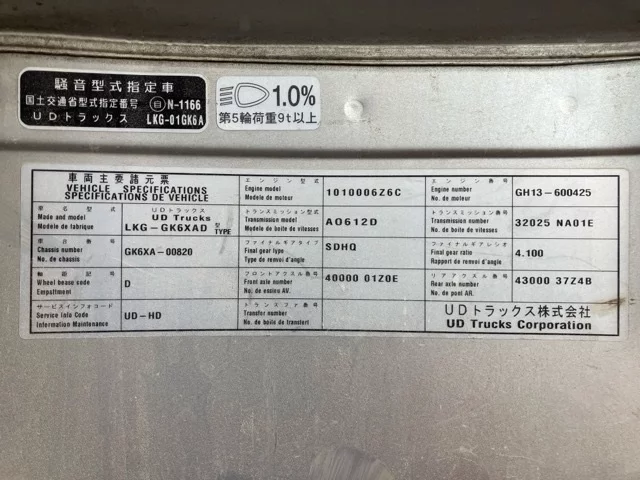 騒音型式指定車
国土交通省型式指定番号 自 N-1166
UDトラックス LKG-01GK6A
1.0%
第5輪荷重9t以上
車両主要諸元票
VEHICLE SPECIFICATIONS
SPECIFICATIONS DE VEHICLE
エンジン型式
Engine model
Modele de moteur
1010006Z6C
エンジン番号
Engine number
No. de moteur
GH13-600425
車名型式
Made and model
Modele de fabrique
UDトラックス
UD Trucks
LKG-GK6XAD 型
TYPE
トランスミッション型式
Transmission model
Modele de boite de vitesses
AO612D
トランスミッション番号
Transmission number
No. de boite de vitesses
32025 NA01E
車台番号
Chassis number
No. de chassis
GK6XA-00820
ファイナルギアタイプ
Final gear type
Type de renvoi d'angle
SDHQ
ファイナルギアレシオ
Final gear ratio
Rapport de renvoi d'angle
4.100
軸距記号
Wheel bease code
Empattment
D
フロントアクスル番号
Front axle number
No. de essieu AV.
40000 01Z0E
リアアクスル番号
Rear axle number
No. de pont AR.
43000 37Z4B
サービスインフォコード
Service Info Code
Information Maintenance
UD-HD
トランスファ番号
Transfer number
No. de boite de transfert
UDトラックス株式会社
UD Trucks Corporation